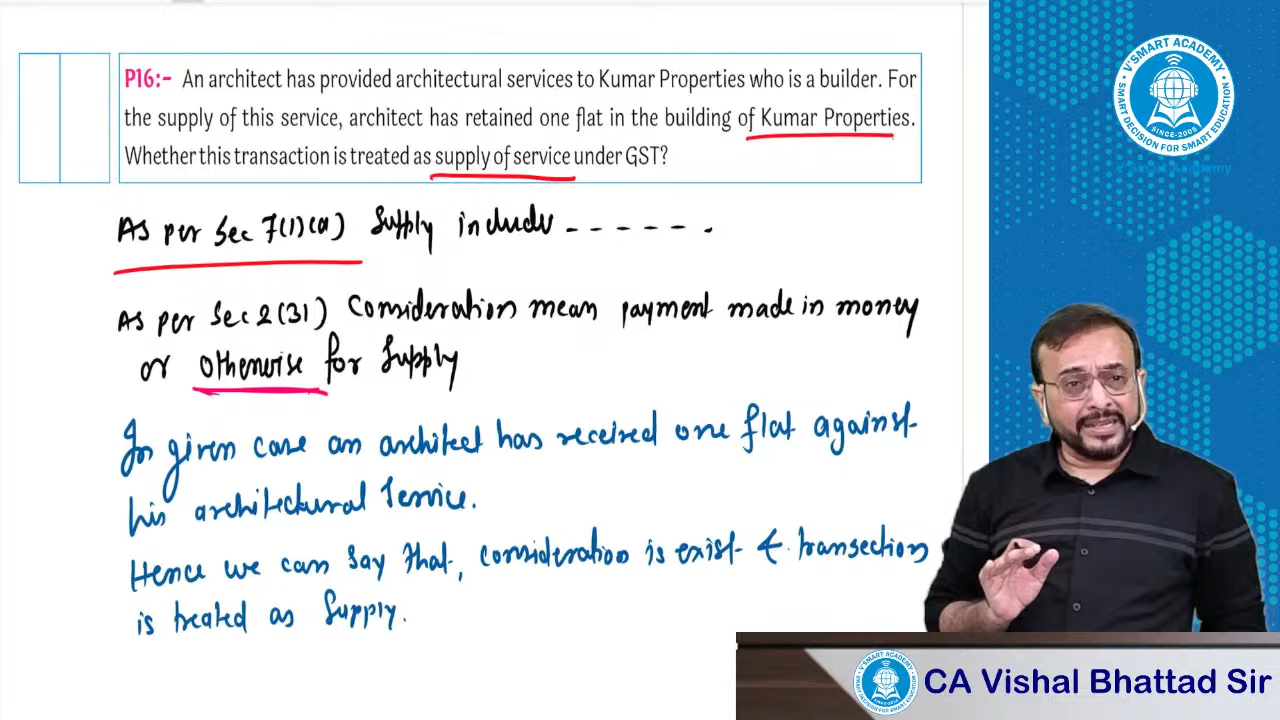 P16:- An architect has provided architectural services to Kumar Properties who is a builder. For
the supply of this service, architect has retained one flat in the building of Kumar Properties.
Whether this transaction is treated as supply of service under GST?
As per Sec 7(1)(a) Supply include ------.
As per Sec 2(31) Consideration mean payment made in money
or otherwise for Supply
In given case an architect has received one flat against
his architectural Service.
Hence we can say that, consideration is exist & transection
is treated as Supply.
V'SMART ACADEMY
SINCE-2005
SMART DECISION FOR SMART EDUCATION
V'SMART ACADEMY
CA Vishal Bhattad Sir